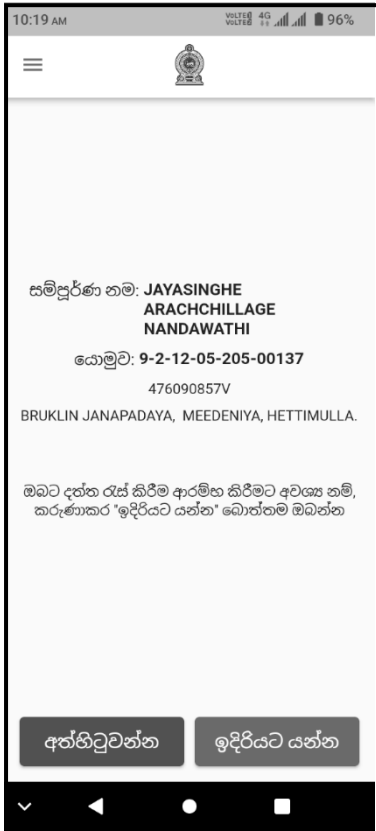 10:19 AM VoLTE 4G 96%
සම්පූර්ණ නම: JAYASINGHE
ARACHCHILLAGE
NANDAWATHI
යොමුව: 9-2-12-05-205-00137
476090857V
BRUKLIN JANAPADAYA, MEEDENIYA, HETTIMULLA.
ඔබට දත්ත රැස් කිරීම ආරම්භ කිරීමට අවශ්‍ය නම්,
කරුණාකර "ඉදිරියට යන්න" බොත්තම ඔබන්න
අත්හිටුවන්න ඉදිරියට යන්න